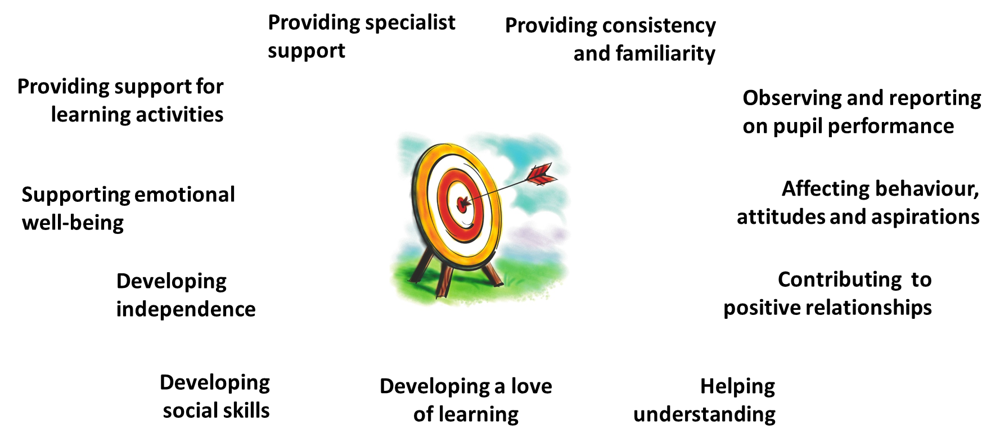 Providing specialist
support
Providing consistency
and familiarity
Providing support for
learning activities
Observing and reporting
on pupil performance
Supporting emotional
well-being
Affecting behaviour,
attitudes and aspirations
Developing
independence
Contributing  to
positive relationships
Developing
social skills
Developing a love
of learning
Helping
understanding